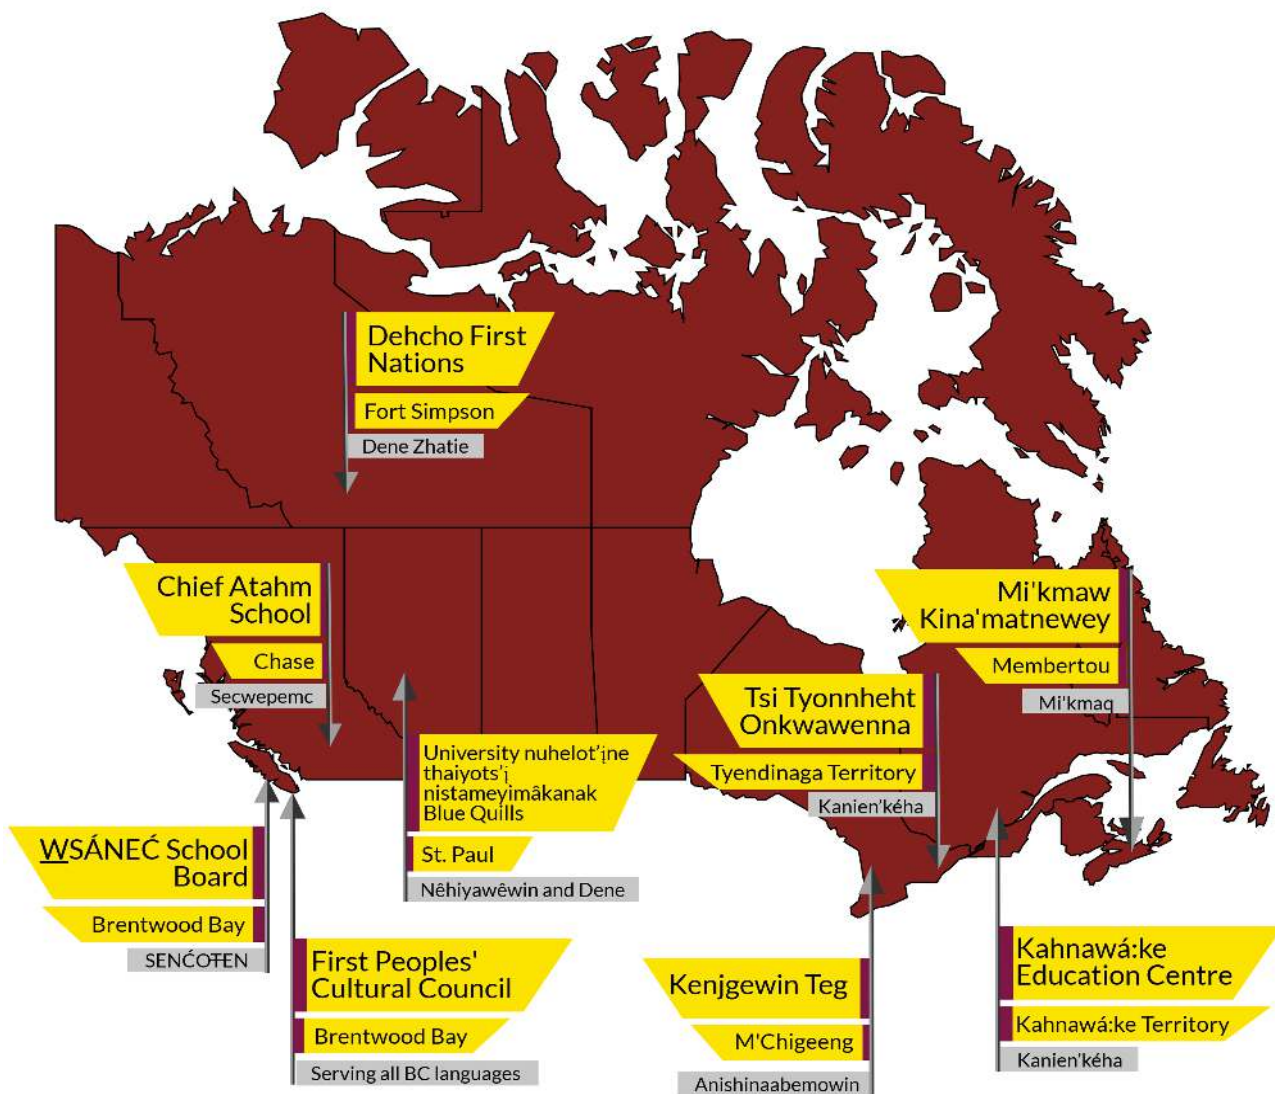 Dehcho First
Nations
Fort Simpson
Dene Zhatie
Chief Atahm
School
Chase
Secwepemc
Mi'kmaw
Kina'matnewey
Membertou
Mi'kmaq
Tsi Tyonnheht
Onkwawenna
Tyendinaga Territory
Kanien’kéha
University nuhelot’įne
thaiyots’į
nistameyimâkanak
Blue Quills
St. Paul
Nêhiyawêwin and Dene
W̱SÁNEĆ School
Board
Brentwood Bay
SENĆOŦEN
First Peoples'
Cultural Council
Brentwood Bay
Serving all BC languages
Kenjgewin Teg
M'Chigeeng
Anishinaabemowin
Kahnawá:ke
Education Centre
Kahnawá:ke Territory
Kanien’kéha